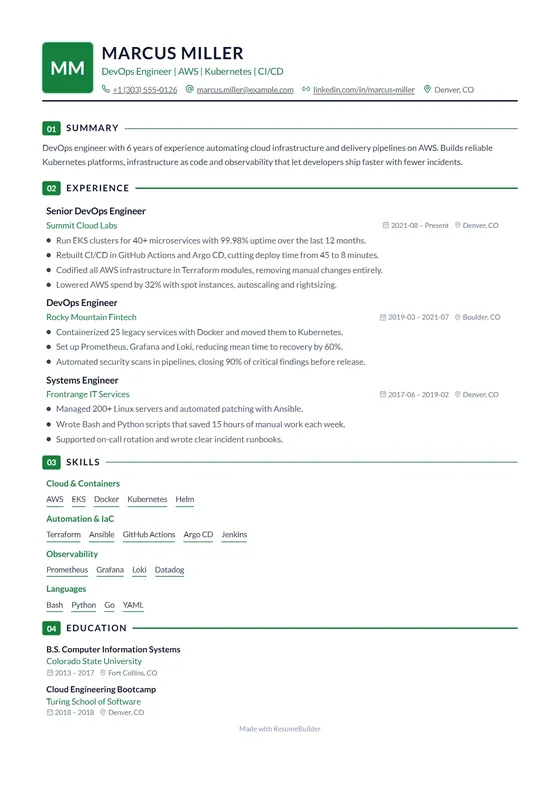 MM
MARCUS MILLER
DevOps Engineer | AWS | Kubernetes | CI/CD
+1 (303) 555-0126 marcus.miller@example.com linkedin.com/in/marcus-miller Denver, CO
01 SUMMARY
DevOps engineer with 6 years of experience automating cloud infrastructure and delivery pipelines on AWS. Builds reliable
Kubernetes platforms, infrastructure as code and observability that let developers ship faster with fewer incidents.
02 EXPERIENCE
Senior DevOps Engineer
Summit Cloud Labs 2021-08 – Present Denver, CO
• Run EKS clusters for 40+ microservices with 99.98% uptime over the last 12 months.
• Rebuilt CI/CD in GitHub Actions and Argo CD, cutting deploy time from 45 to 8 minutes.
• Codified all AWS infrastructure in Terraform modules, removing manual changes entirely.
• Lowered AWS spend by 32% with spot instances, autoscaling and rightsizing.
DevOps Engineer
Rocky Mountain Fintech 2019-03 – 2021-07 Boulder, CO
• Containerized 25 legacy services with Docker and moved them to Kubernetes.
• Set up Prometheus, Grafana and Loki, reducing mean time to recovery by 60%.
• Automated security scans in pipelines, closing 90% of critical findings before release.
Systems Engineer
Frontrange IT Services 2017-06 – 2019-02 Denver, CO
• Managed 200+ Linux servers and automated patching with Ansible.
• Wrote Bash and Python scripts that saved 15 hours of manual work each week.
• Supported on-call rotation and wrote clear incident runbooks.
03 SKILLS
Cloud & Containers
AWS EKS Docker Kubernetes Helm
Automation & IaC
Terraform Ansible GitHub Actions Argo CD Jenkins
Observability
Prometheus Grafana Loki Datadog
Languages
Bash Python Go YAML
04 EDUCATION
B.S. Computer Information Systems
Colorado State University
2013 – 2017 Fort Collins, CO
Cloud Engineering Bootcamp
Turing School of Software
2018 – 2018 Denver, CO
Made with ResumeBuilder